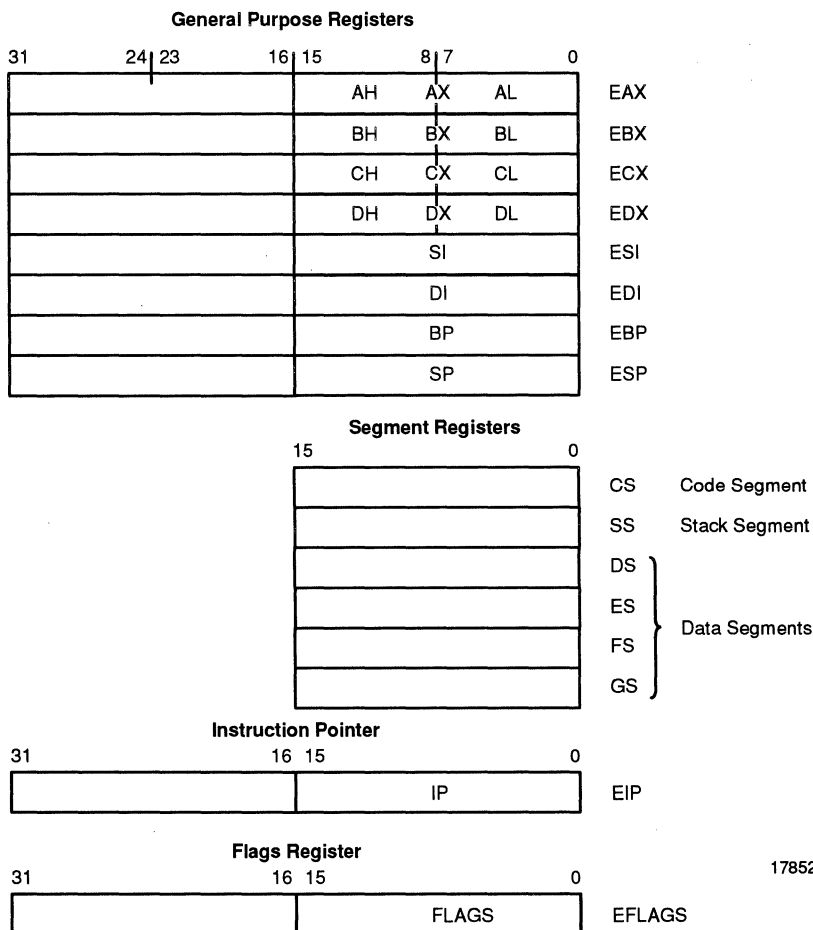 General Purpose Registers
31 24 23 16 15 8 7 0
AH AX AL EAX
BH BX BL EBX
CH CX CL ECX
DH DX DL EDX
SI ESI
DI EDI
BP EBP
SP ESP
Segment Registers
15 0
CS Code Segment
SS Stack Segment
DS
ES
Data Segments
FS
GS
Instruction Pointer
31 16 15 0
IP EIP
Flags Register
17852
31 16 15 0
FLAGS EFLAGS